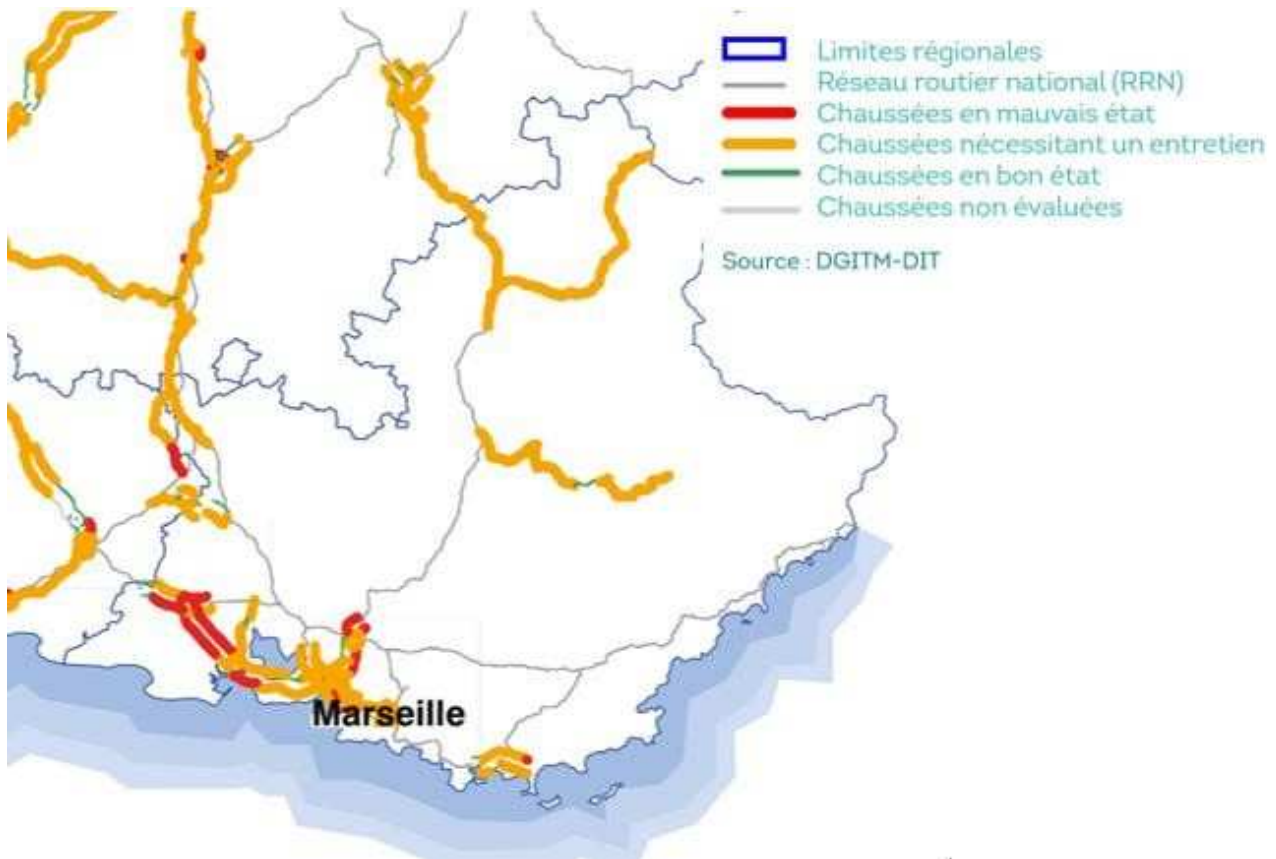 Limites régionales
Réseau routier national (RRN)
Chaussées en mauvais état
Chaussées nécessitant un entretien
Chaussées en bon état
Chaussées non évaluées
Source : DGITM-DIT
Marseille